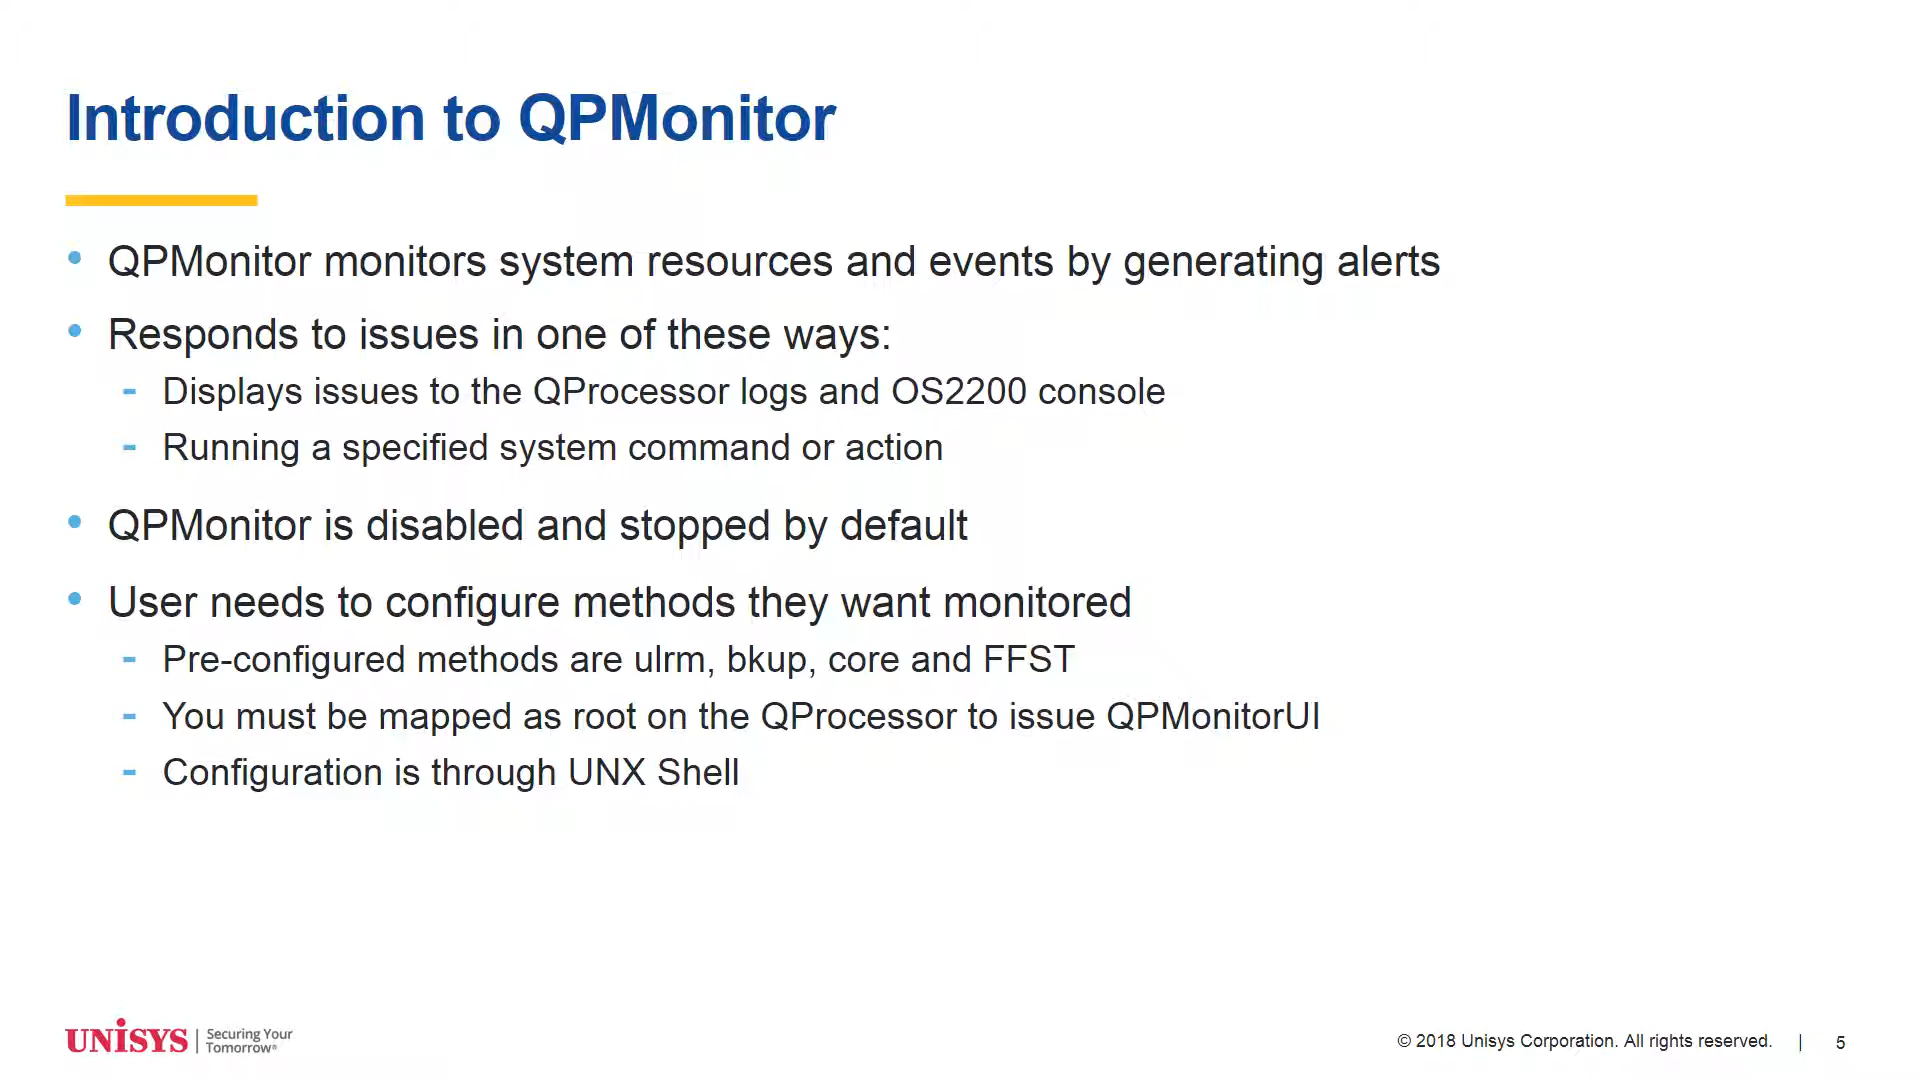 Introduction to QPMonitor
• QPMonitor monitors system resources and events by generating alerts
• Responds to issues in one of these ways:
- Displays issues to the QProcessor logs and OS2200 console
- Running a specified system command or action
• QPMonitor is disabled and stopped by default
• User needs to configure methods they want monitored
- Pre-configured methods are ulrm, bkup, core and FFST
- You must be mapped as root on the QProcessor to issue QPMonitorUI
- Configuration is through UNX Shell
UNiSYS | Securing Your
Tomorrow®
© 2018 Unisys Corporation. All rights reserved. | 5